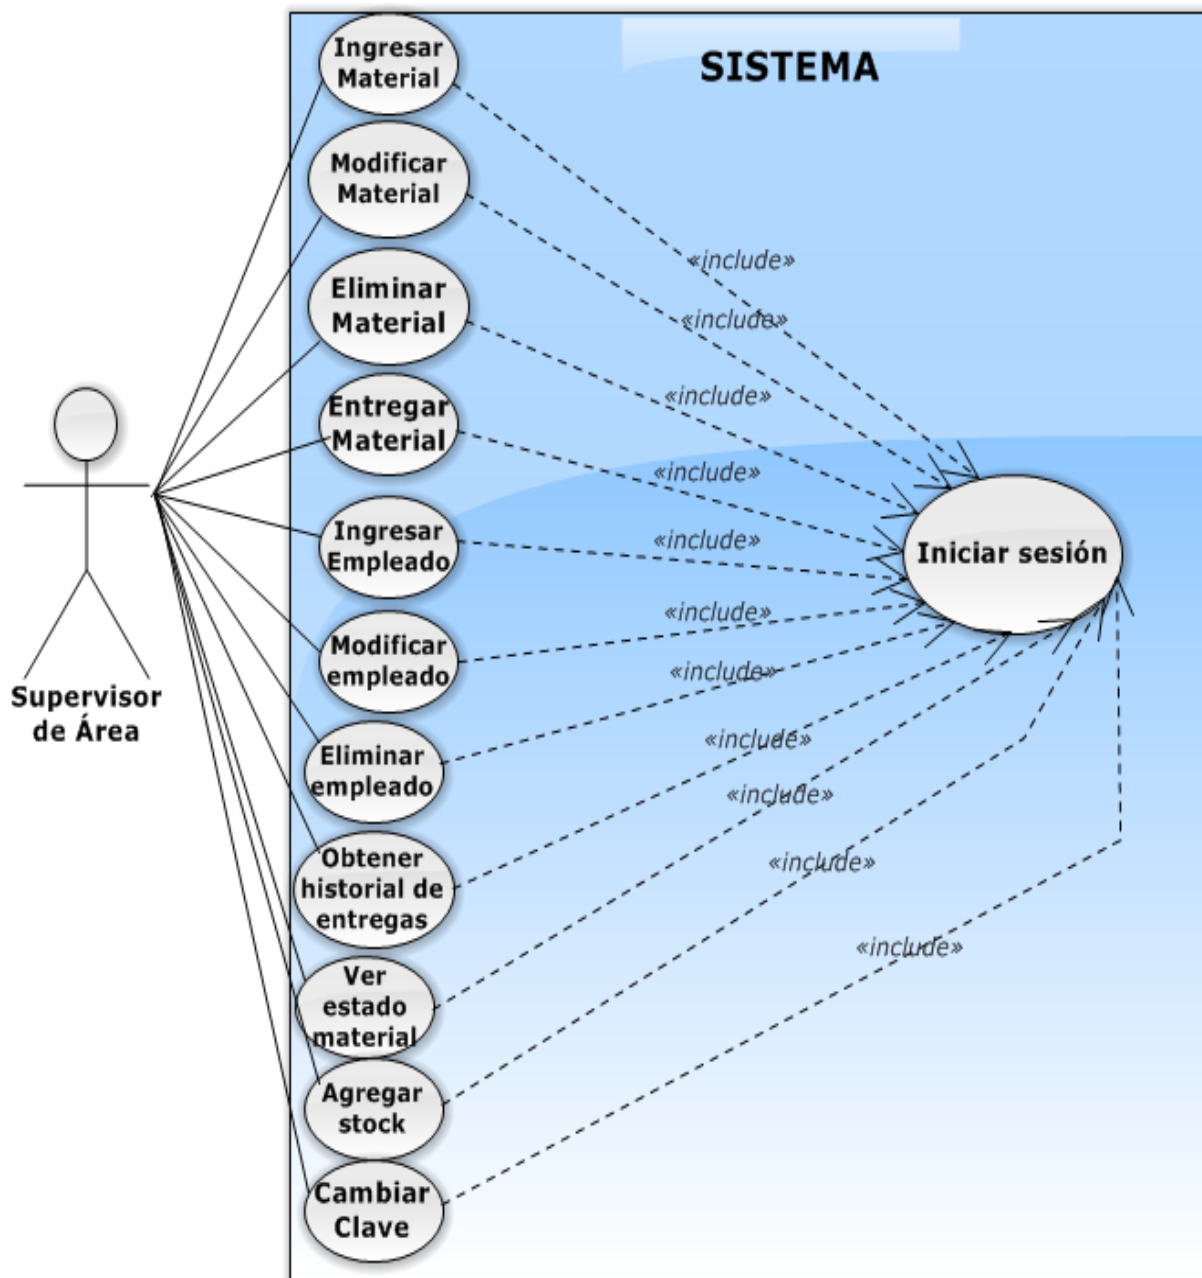 SISTEMA
Ingresar
Material
Modificar
Material
Eliminar
Material
Entregar
Material
Ingresar
Empleado
Modificar
empleado
Eliminar
empleado
Obtener
historial de
entregas
Ver
estado
material
Agregar
stock
Cambiar
Clave
Supervisor
de Área
«include»
«include»
«include»
«include»
«include»
«include»
«include»
«include»
«include»
«include»
«include»
Iniciar sesión